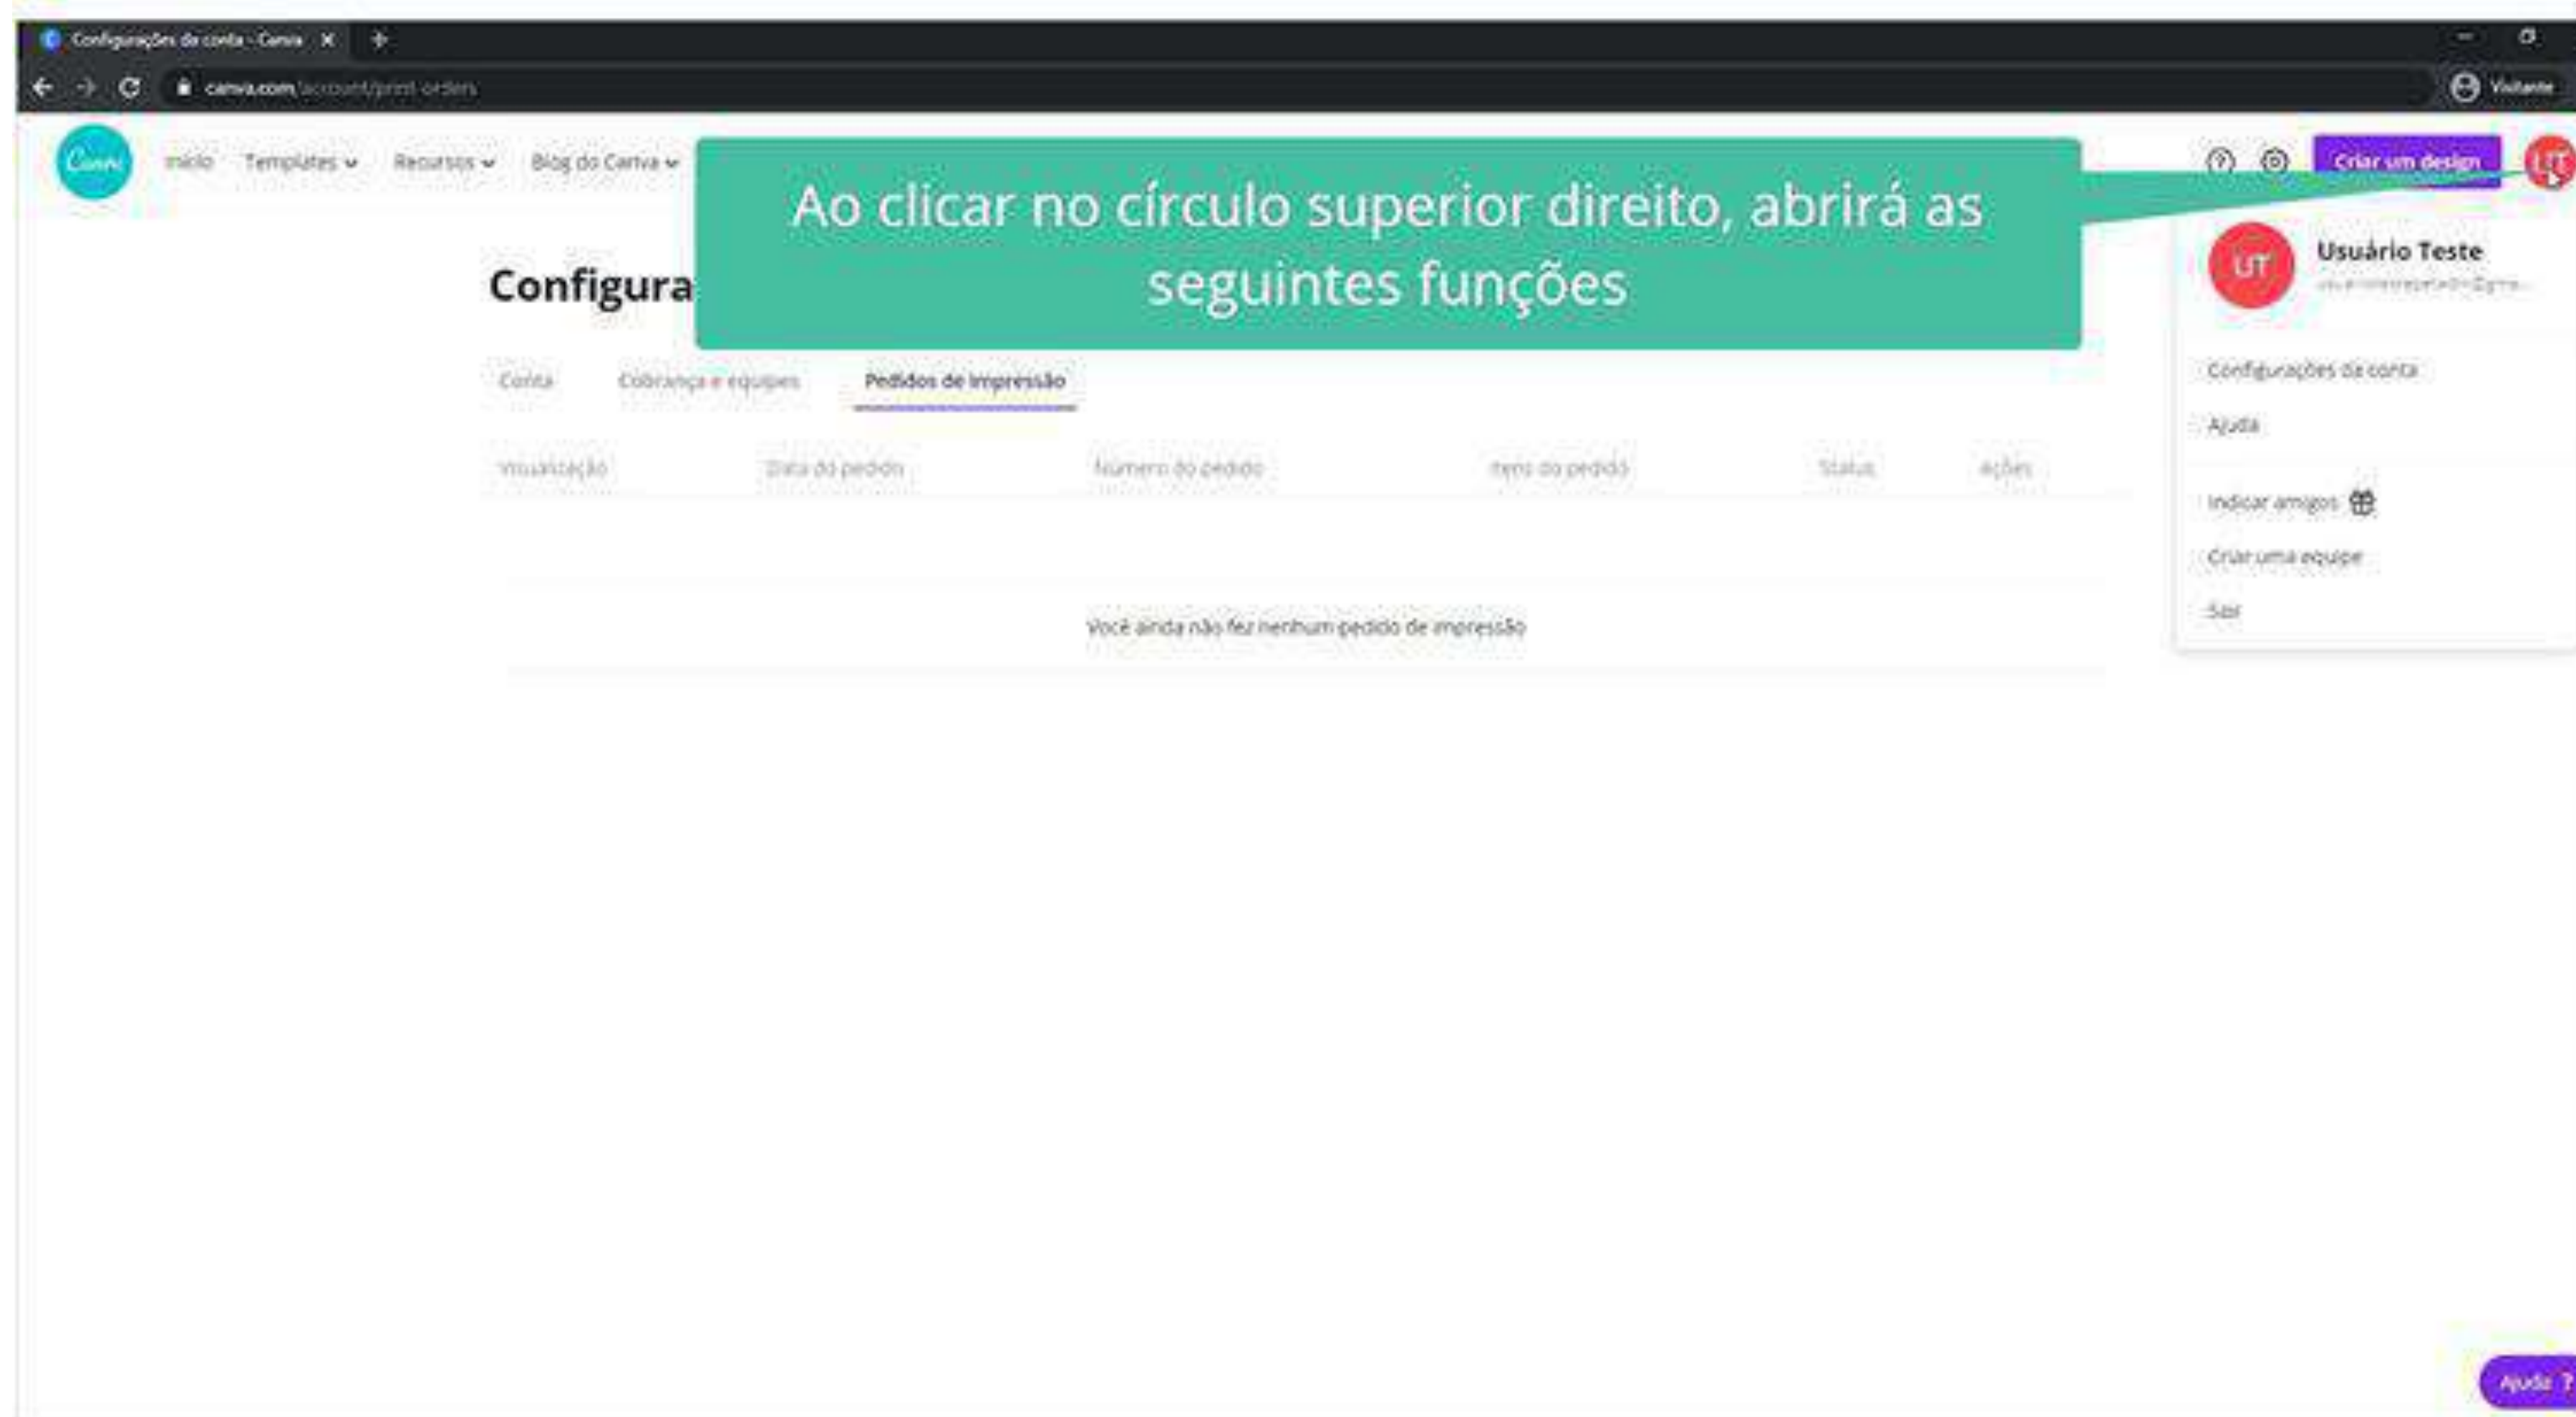 Configurações da conta - Canva
canva.com/account/print-orders
Visitante
Canva
Início Templates Recursos Blog do Canva
Criar um design
UT
Ao clicar no círculo superior direito, abrirá as
seguintes funções
Configura
UT
Usuário Teste
Conta Cobrança e equipes Pedidos de impressão
Configurações da conta
Ajuda
Visualização Data do pedido Número do pedido Itens do pedido Status Ações
Indicar amigos
Criar uma equipe
Sair
Você ainda não fez nenhum pedido de impressão
Ajuda ?